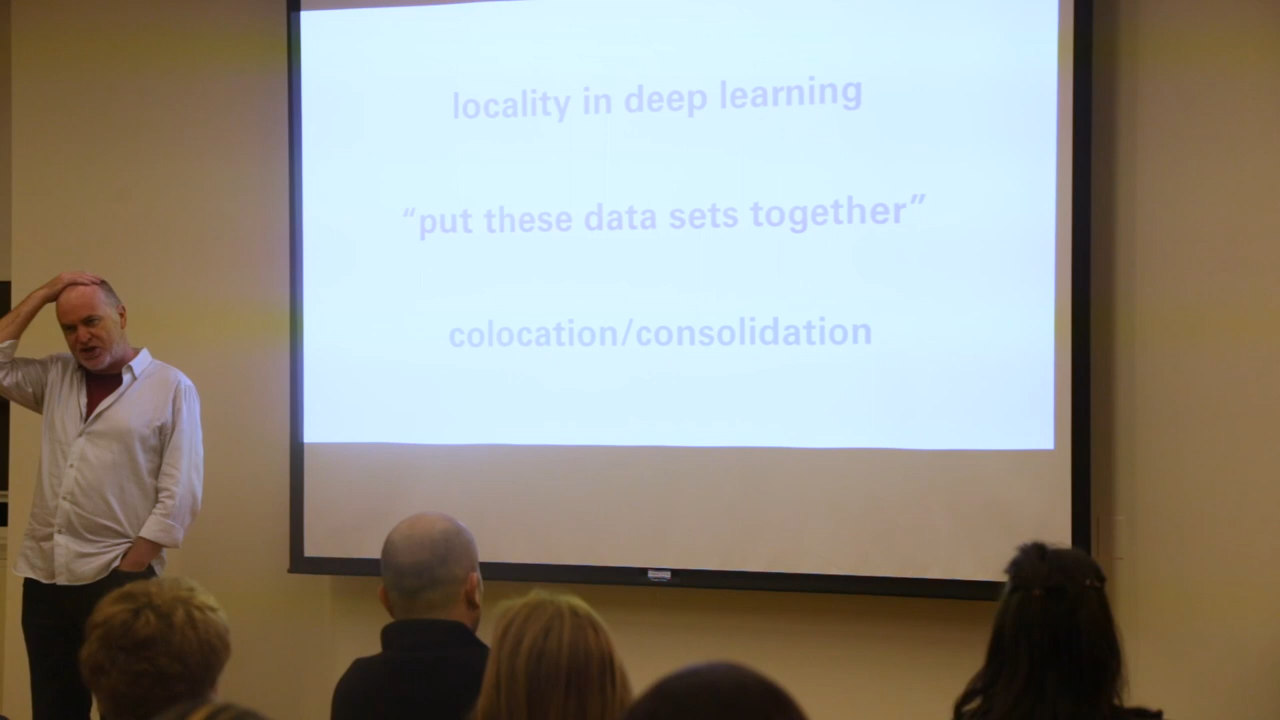 locality in deep learning
“put these data sets together”
colocation/consolidation